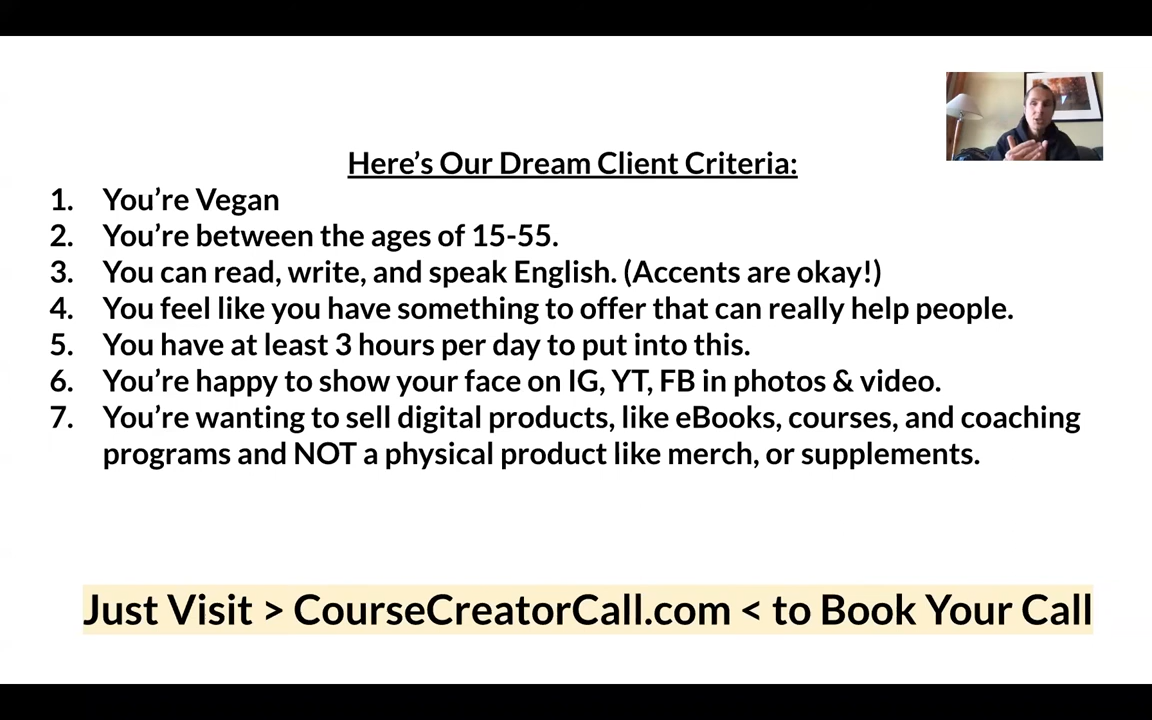 Here’s Our Dream Client Criteria:
1. You’re Vegan
2. You’re between the ages of 15-55.
3. You can read, write, and speak English. (Accents are okay!)
4. You feel like you have something to offer that can really help people.
5. You have at least 3 hours per day to put into this.
6. You’re happy to show your face on IG, YT, FB in photos & video.
7. You’re wanting to sell digital products, like eBooks, courses, and coaching
programs and NOT a physical product like merch, or supplements.
Just Visit > CourseCreatorCall.com < to Book Your Call